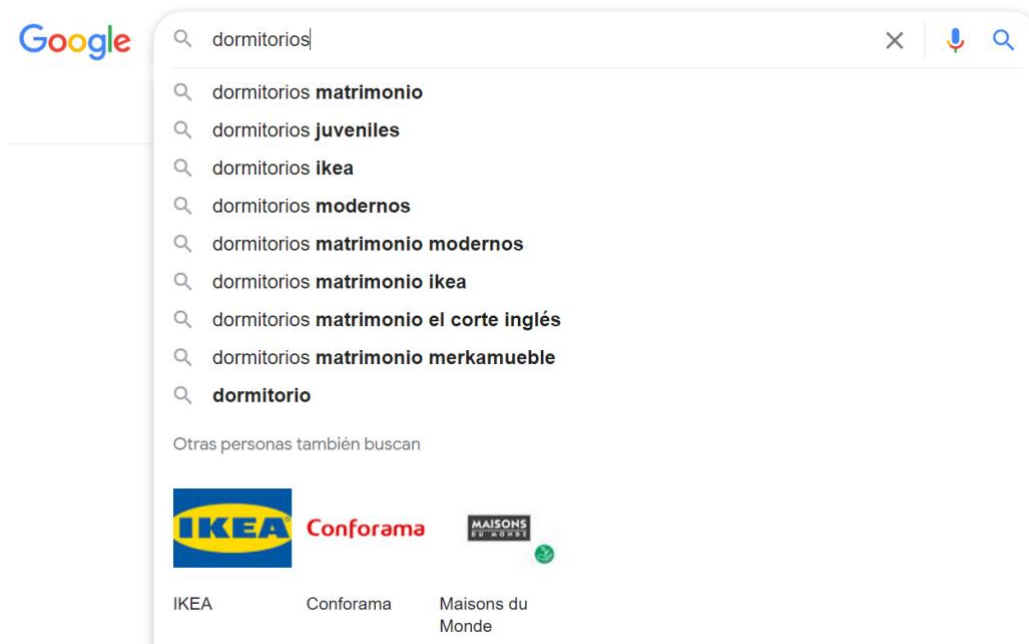 Google
dormitorios
dormitorios matrimonio
dormitorios juveniles
dormitorios ikea
dormitorios modernos
dormitorios matrimonio modernos
dormitorios matrimonio ikea
dormitorios matrimonio el corte inglés
dormitorios matrimonio merkamueble
dormitorio
Otras personas también buscan
IKEA
Conforama
MAISONS
DU MONDE
IKEA
Conforama
Maisons du
Monde